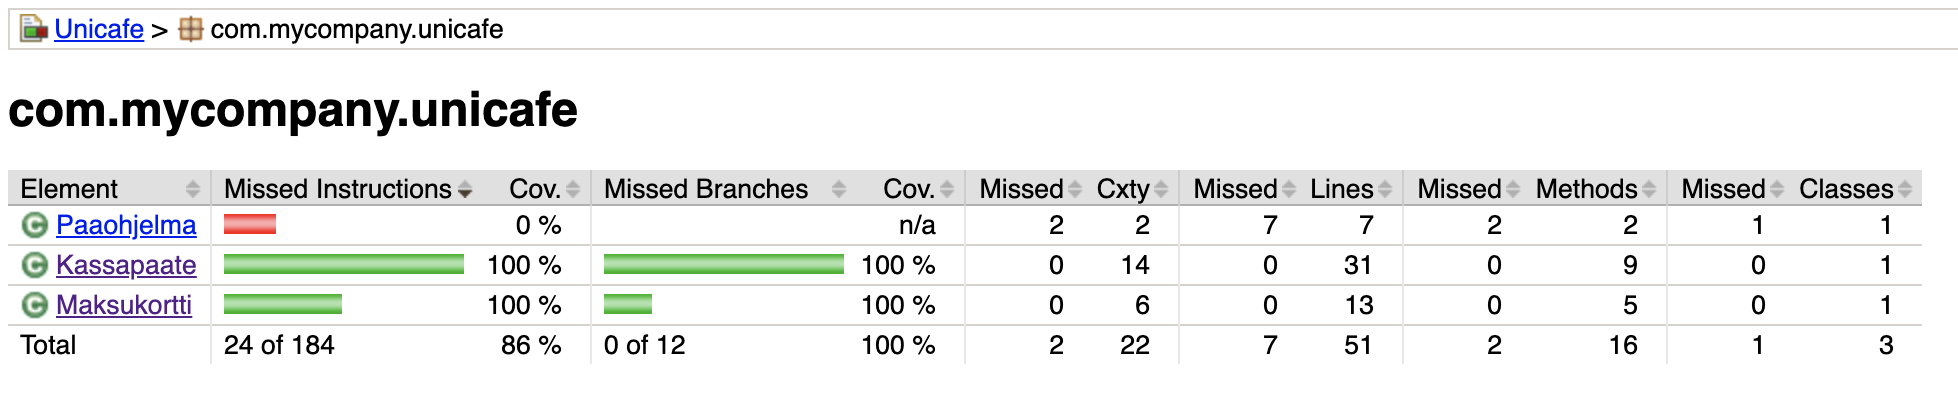 Unicafe > com.mycompany.unicafe
com.mycompany.unicafe
Element Missed Instructions Cov. Missed Branches Cov. Missed Cxty Missed Lines Missed Methods Missed Classes
Paaohjelma 0 % n/a 2 2 7 7 2 2 1 1
Kassapaate 100 % 100 % 0 14 0 31 0 9 0 1
Maksukortti 100 % 100 % 0 6 0 13 0 5 0 1
Total 24 of 184 86 % 0 of 12 100 % 2 22 7 51 2 16 1 3